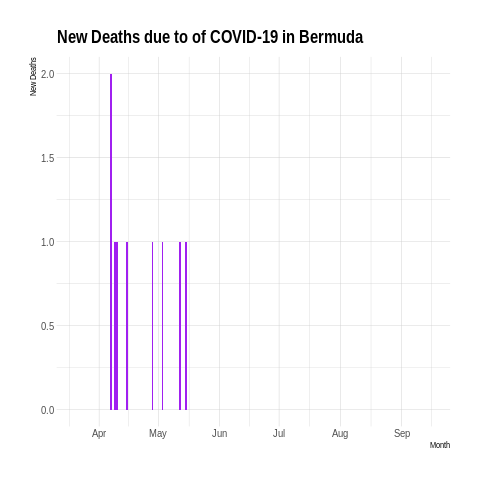 New Deaths due to of COVID-19 in Bermuda
New Deaths
2.0
1.5
1.0
0.5
0.0
Apr May Jun Jul Aug Sep
Month